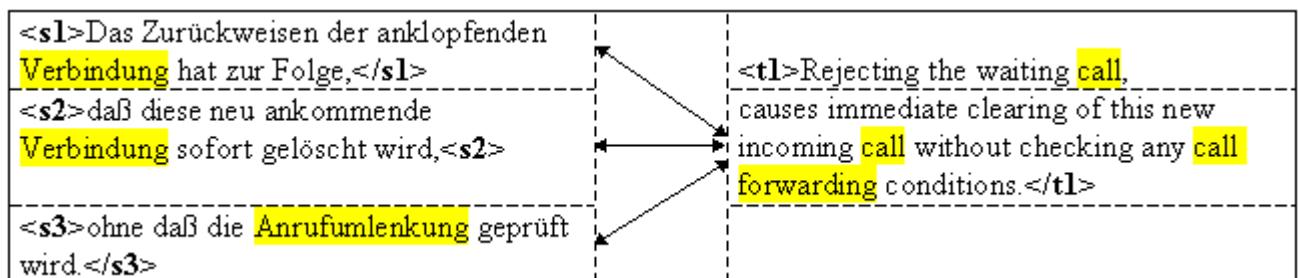 <s1>Das Zurückweisen der anklopfenden
Verbindung hat zur Folge,</s1>
<s2>daß diese neu ankommende
Verbindung sofort gelöscht wird,<s2>
<s3>ohne daß die Anrufumlenkung geprüft
wird.</s3>
<t1>Rejecting the waiting call,
causes immediate clearing of this new
incoming call without checking any call
forwarding conditions.</t1>